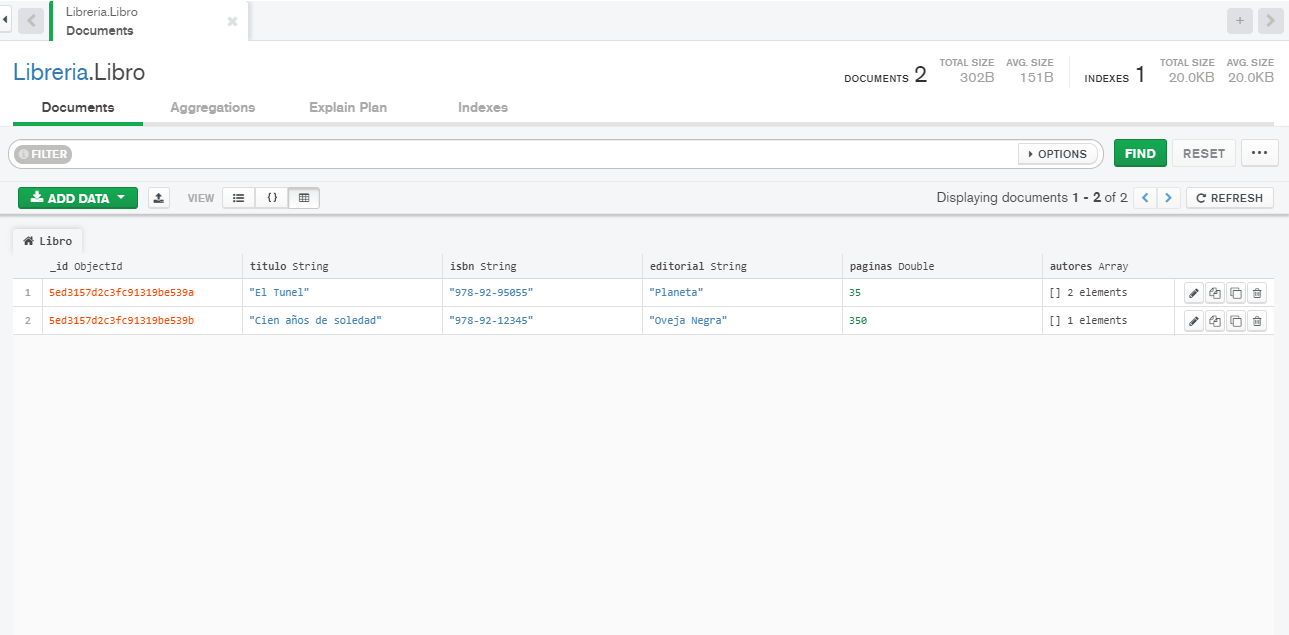 Libreria.Libro
Documents
Libreria.Libro
DOCUMENTS 2 TOTAL SIZE 302B AVG. SIZE 151B INDEXES 1 TOTAL SIZE 20.0KB AVG. SIZE 20.0KB
Documents Aggregations Explain Plan Indexes
FILTER OPTIONS FIND RESET ...
ADD DATA VIEW {} Displaying documents 1 - 2 of 2 REFRESH
Libro
_id ObjectId titulo String isbn String editorial String paginas Double autores Array
1 5ed3157d2c3fc91319be539a "El Tunel" "978-92-95055" "Planeta" 35 [] 2 elements
2 5ed3157d2c3fc91319be539b "Cien años de soledad" "978-92-12345" "Oveja Negra" 350 [] 1 elements